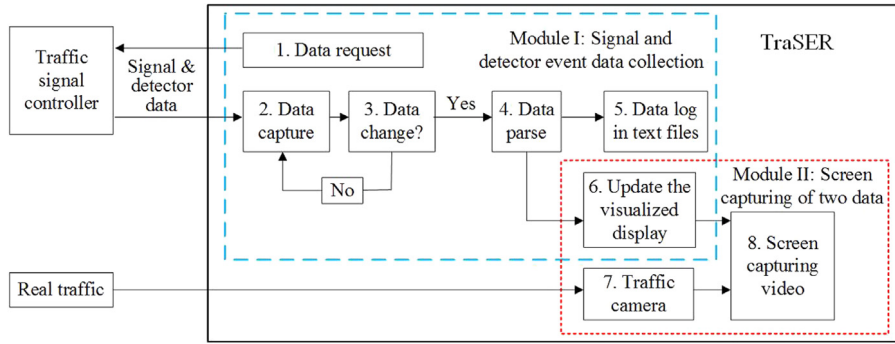 Traffic
signal
controller
Signal &
detector
data
1. Data request
Module I: Signal and
detector event data collection
TraSER
2. Data
capture
3. Data
change?
Yes
No
4. Data
parse
5. Data log
in text files
6. Update the
visualized
display
Module II: Screen
capturing of two data
8. Screen
capturing
video
Real traffic
7. Traffic
camera